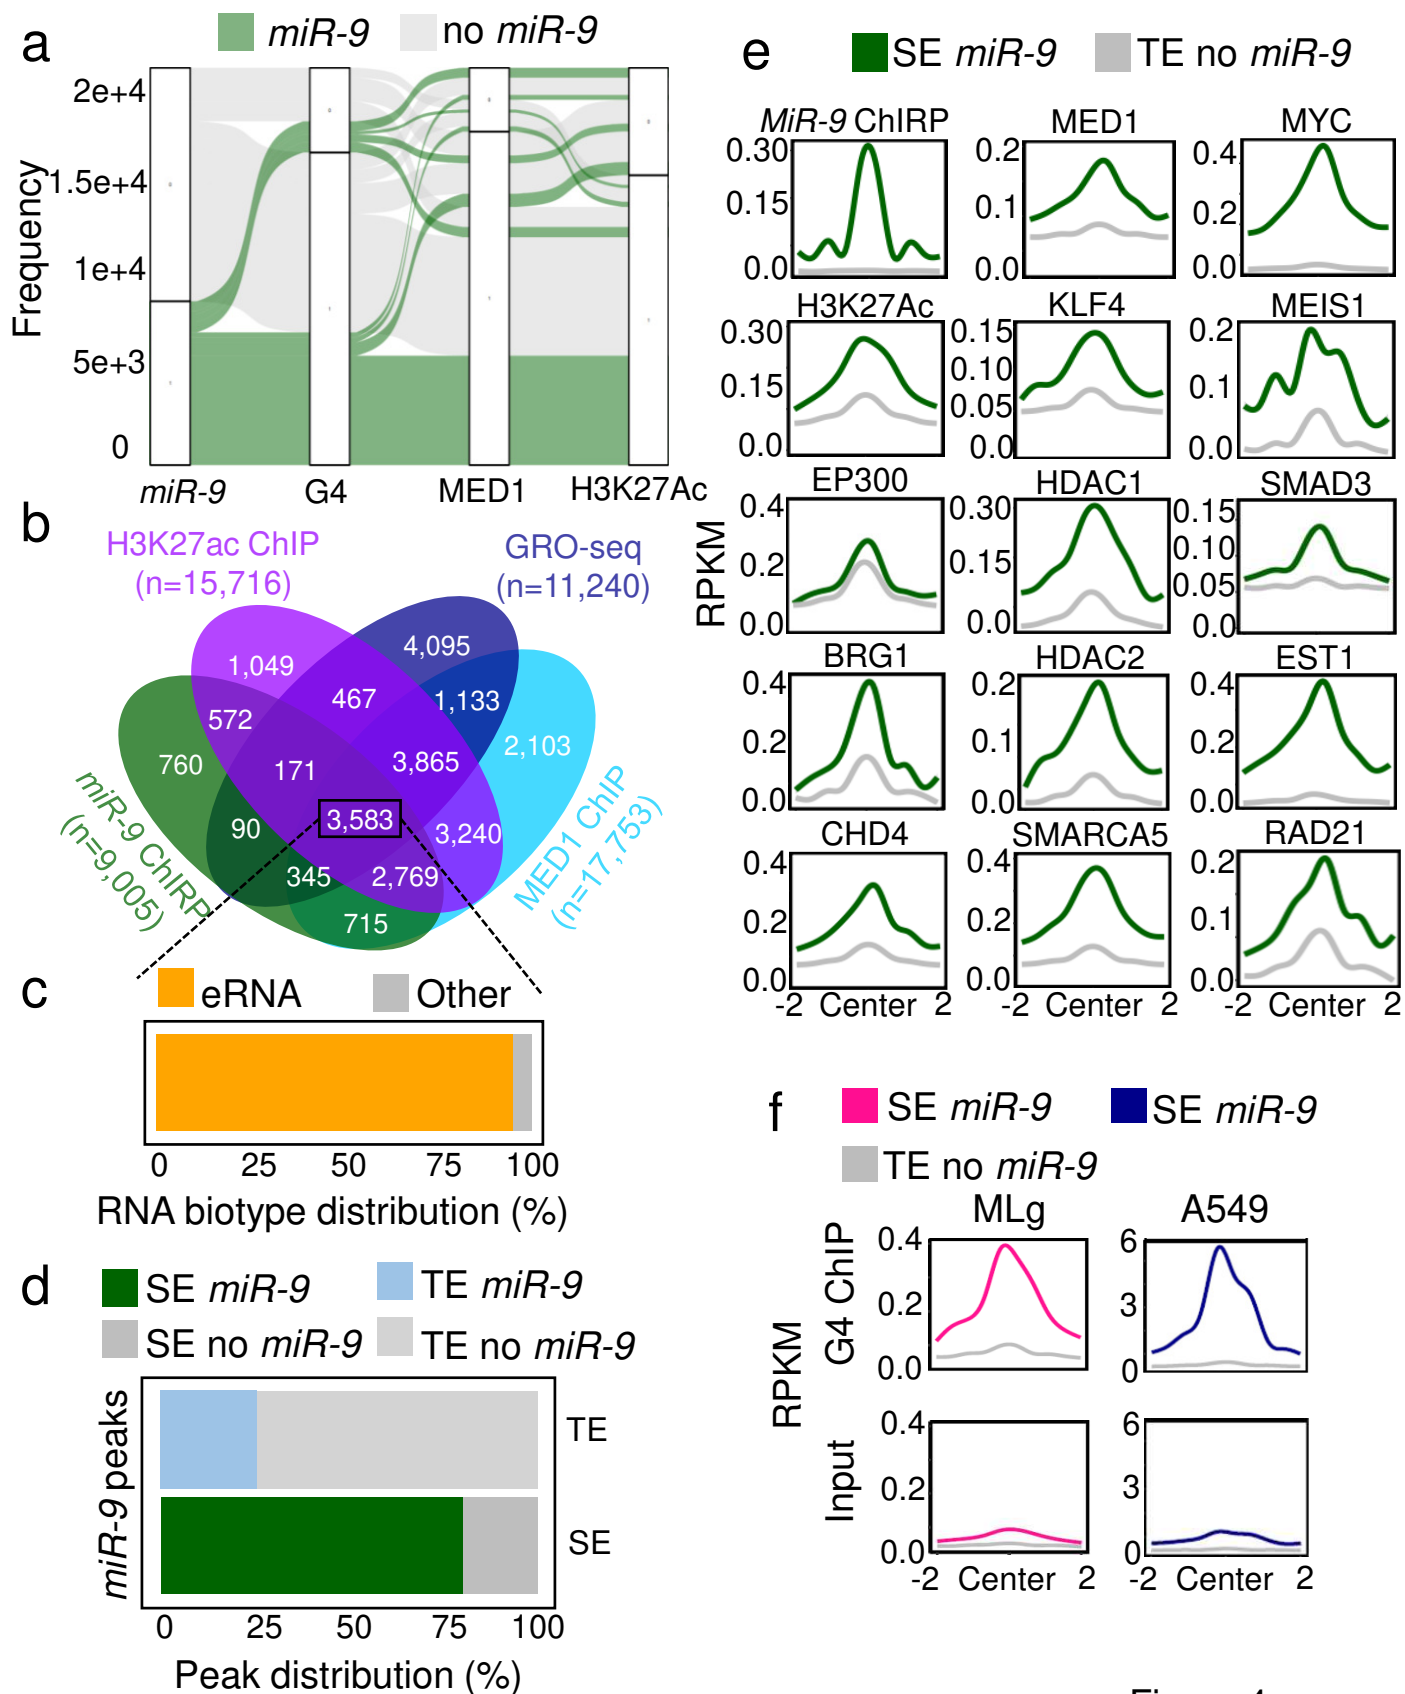 a
miR-9 no miR-9
Frequency
2e+4
1.5e+4
1e+4
5e+3
0
miR-9 G4 MED1 H3K27Ac
b
H3K27ac ChIP
(n=15,716)
GRO-seq
(n=11,240)
miR-9 ChIRP
(n=9,005)
MED1 ChIP
(n=17,753)
4,095
1,049
467
1,133
572
2,103
3,865
760
171
3,583
90
3,240
345
2,769
715
c
eRNA Other
0 25 50 75 100
RNA biotype distribution (%)
d
SE miR-9 TE miR-9
SE no miR-9 TE no miR-9
miR-9 peaks
TE
SE
0 25 50 75 100
Peak distribution (%)
e
SE miR-9 TE no miR-9
RPKM
MiR-9 ChIRP MED1 MYC
0.30 0.2 0.4
0.15 0.1 0.2
0.0 0.0 0.0
H3K27Ac KLF4 MEIS1
0.30 0.15 0.2
0.15 0.10 0.1
0.05
0.0 0.0 0.0
EP300 HDAC1 SMAD3
0.4 0.30 0.15
0.2 0.15 0.10
0.05
0.0 0.0 0.0
BRG1 HDAC2 EST1
0.4 0.2 0.4
0.2 0.1 0.2
0.0 0.0 0.0
CHD4 SMARCA5 RAD21
0.4 0.4 0.2
0.2 0.2 0.1
0.0 0.0 0.0
-2 Center 2 -2 Center 2 -2 Center 2
f
SE miR-9 SE miR-9
TE no miR-9
MLg A549
RPKM
G4 ChIP
0.4 6
0.2 3
0.0 0
Input
0.4 6
0.2 3
0.0 0
-2 Center 2 -2 Center 2